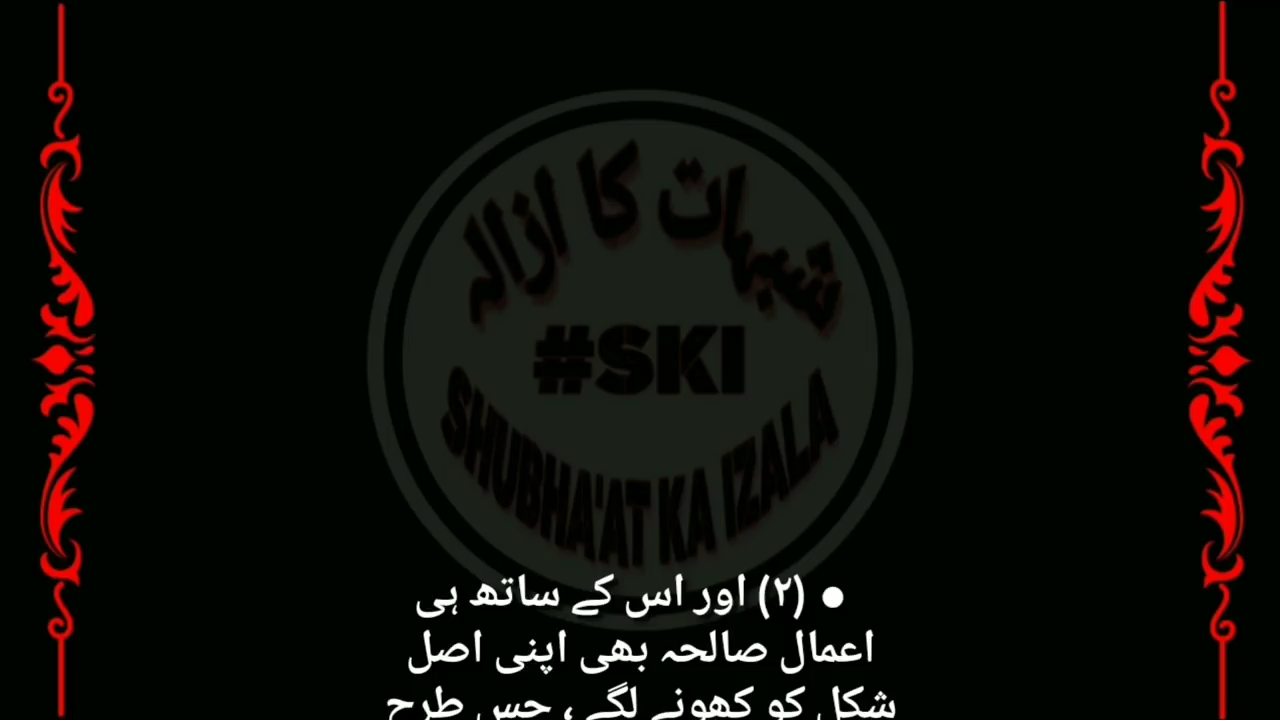 شبہات کا ازالہ
#SKI
SHUBHA'AT KA IZALA
● (۲) اور اس کے ساتھ ہی
اعمال صالحہ بھی اپنی اصل
شکل کو کھونے لگے، جس طرح